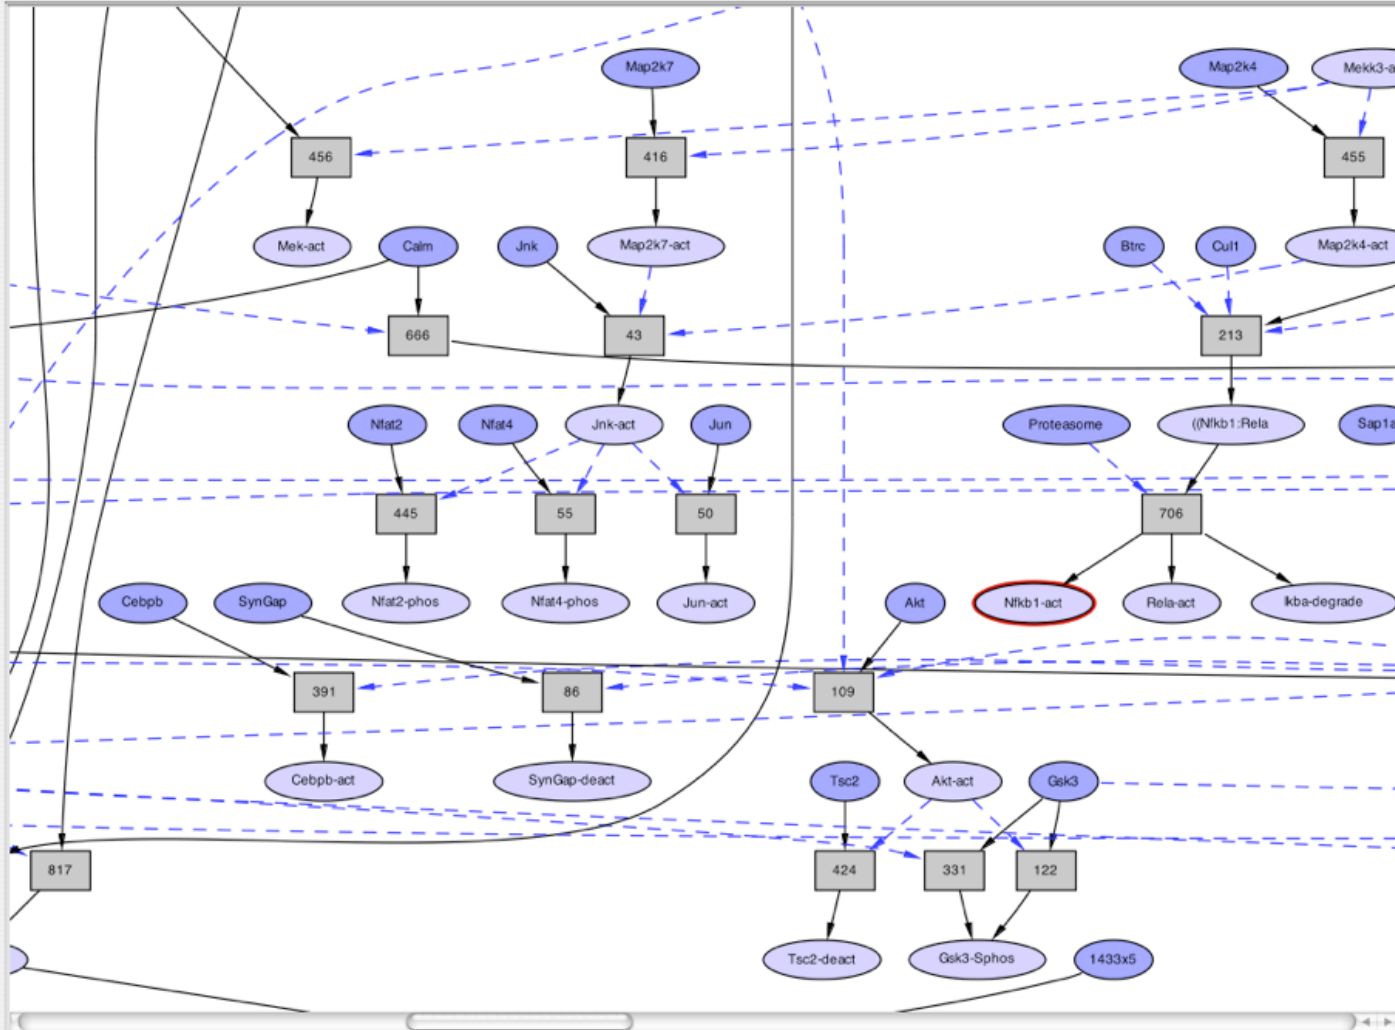 Map2k7
Map2k4
Mekk3-a
456
416
455
Mek-act
Calm
Jnk
Map2k7-act
Btrc
Cul1
Map2k4-act
666
43
213
Nfat2
Nfat4
Jnk-act
Jun
Proteasome
((Nfkb1:Rela
Sap1a
445
55
50
706
Cebpb
SynGap
Nfat2-phos
Nfat4-phos
Jun-act
Akt
Nfkb1-act
Rela-act
Ikba-degrade
391
86
109
Cebpb-act
SynGap-deact
Tsc2
Akt-act
Gsk3
817
424
331
122
Tsc2-deact
Gsk3-Sphos
1433x5